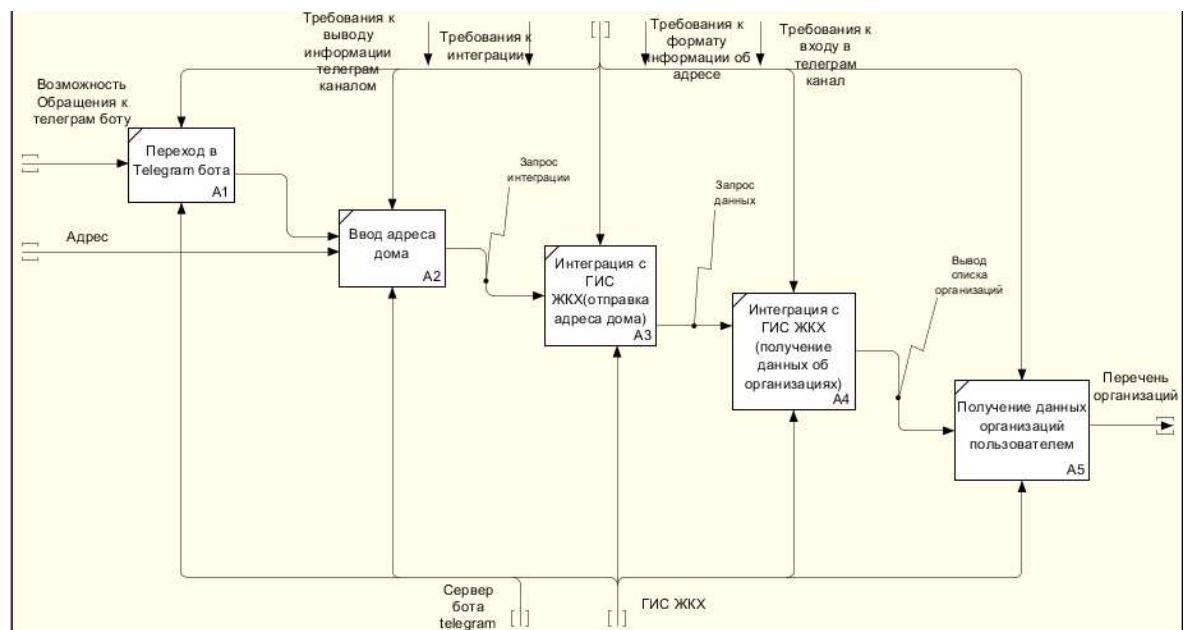 Требования к
выводу
информации
телеграм
каналом
Требования к
интеграции
Требования к
формату
информации об
адресе
Требования к
входу в
телеграм
канал
Возможность
Обращения к
телеграм боту
Переход в
Telegram бота
A1
Адрес
Ввод адреса
дома
A2
Запрос
интеграции
Интеграция с
ГИС
ЖКХ(отправка
адреса дома)
A3
Запрос
данных
Интеграция с
ГИС ЖКХ
(получение
данных об
организациях)
A4
Вывод
списка
организаций
Получение данных
организаций
пользователем
A5
Перечень
организаций
Сервер
бота
telegram
ГИС ЖКХ